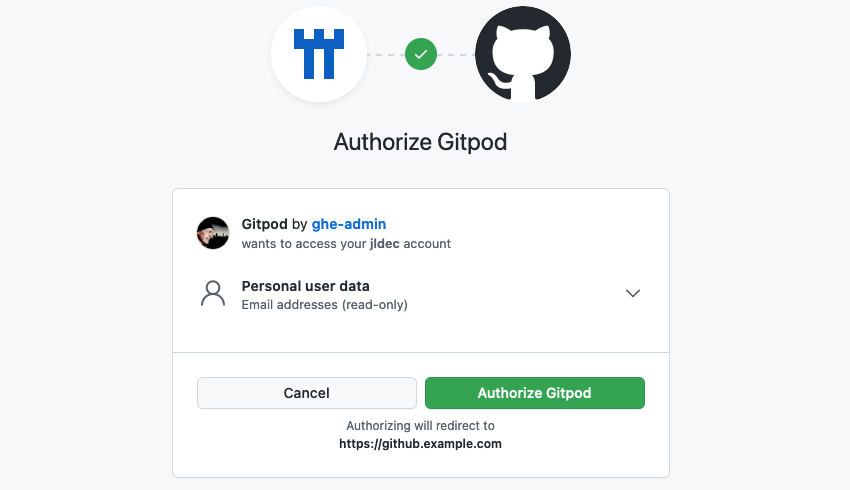 Authorize Gitpod
Gitpod by ghe-admin
wants to access your jldec account
Personal user data
Email addresses (read-only)
Cancel
Authorize Gitpod
Authorizing will redirect to
https://github.example.com